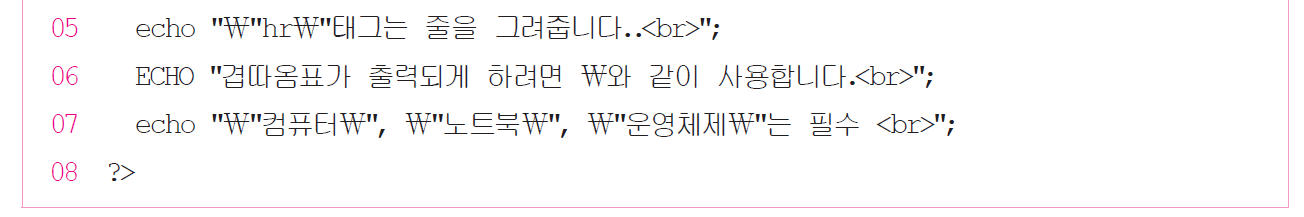 05 echo "₩"hr₩"태그는 줄을 그려줍니다..<br>";
06 ECHO "겹따옴표가 출력되게 하려면 ₩와 같이 사용합니다.<br>";
07 echo "₩"컴퓨터₩", ₩"노트북₩", ₩"운영체제₩"는 필수 <br>";
08 ?>